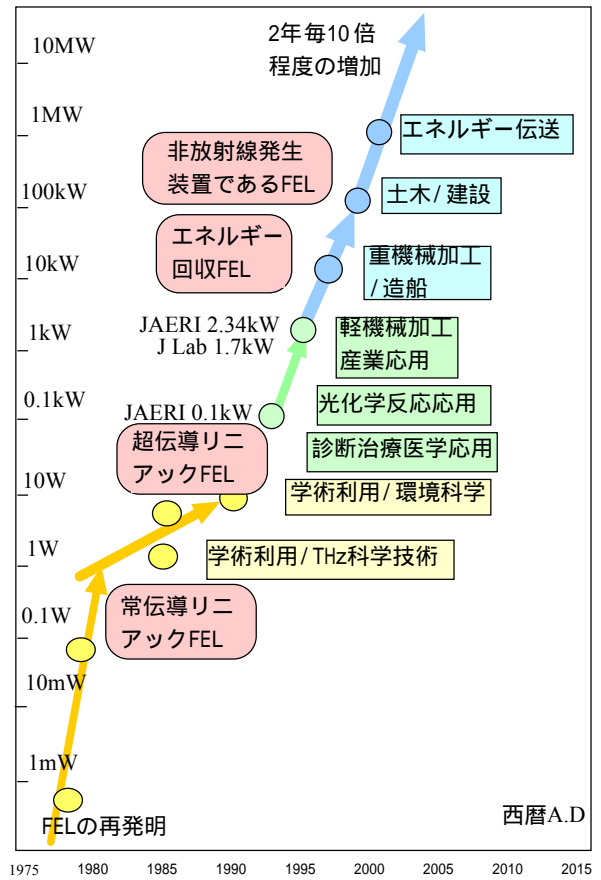 10MW
2年毎10倍
程度の増加
1MW
エネルギー伝送
非放射線発生
装置であるFEL
100kW
土木/建設
エネルギー
回収FEL
10kW
重機械加工
/造船
JAERI 2.34kW
J Lab 1.7kW
1kW
軽機械加工
産業応用
0.1kW
JAERI 0.1kW
光化学反応応用
超伝導リニ
アックFEL
診断治療医学応用
10W
学術利用/環境科学
1W
学術利用/THz科学技術
常伝導リニ
アックFEL
0.1W
10mW
1mW
FELの再発明
西暦A.D
1975 1980 1985 1990 1995 2000 2005 2010 2015